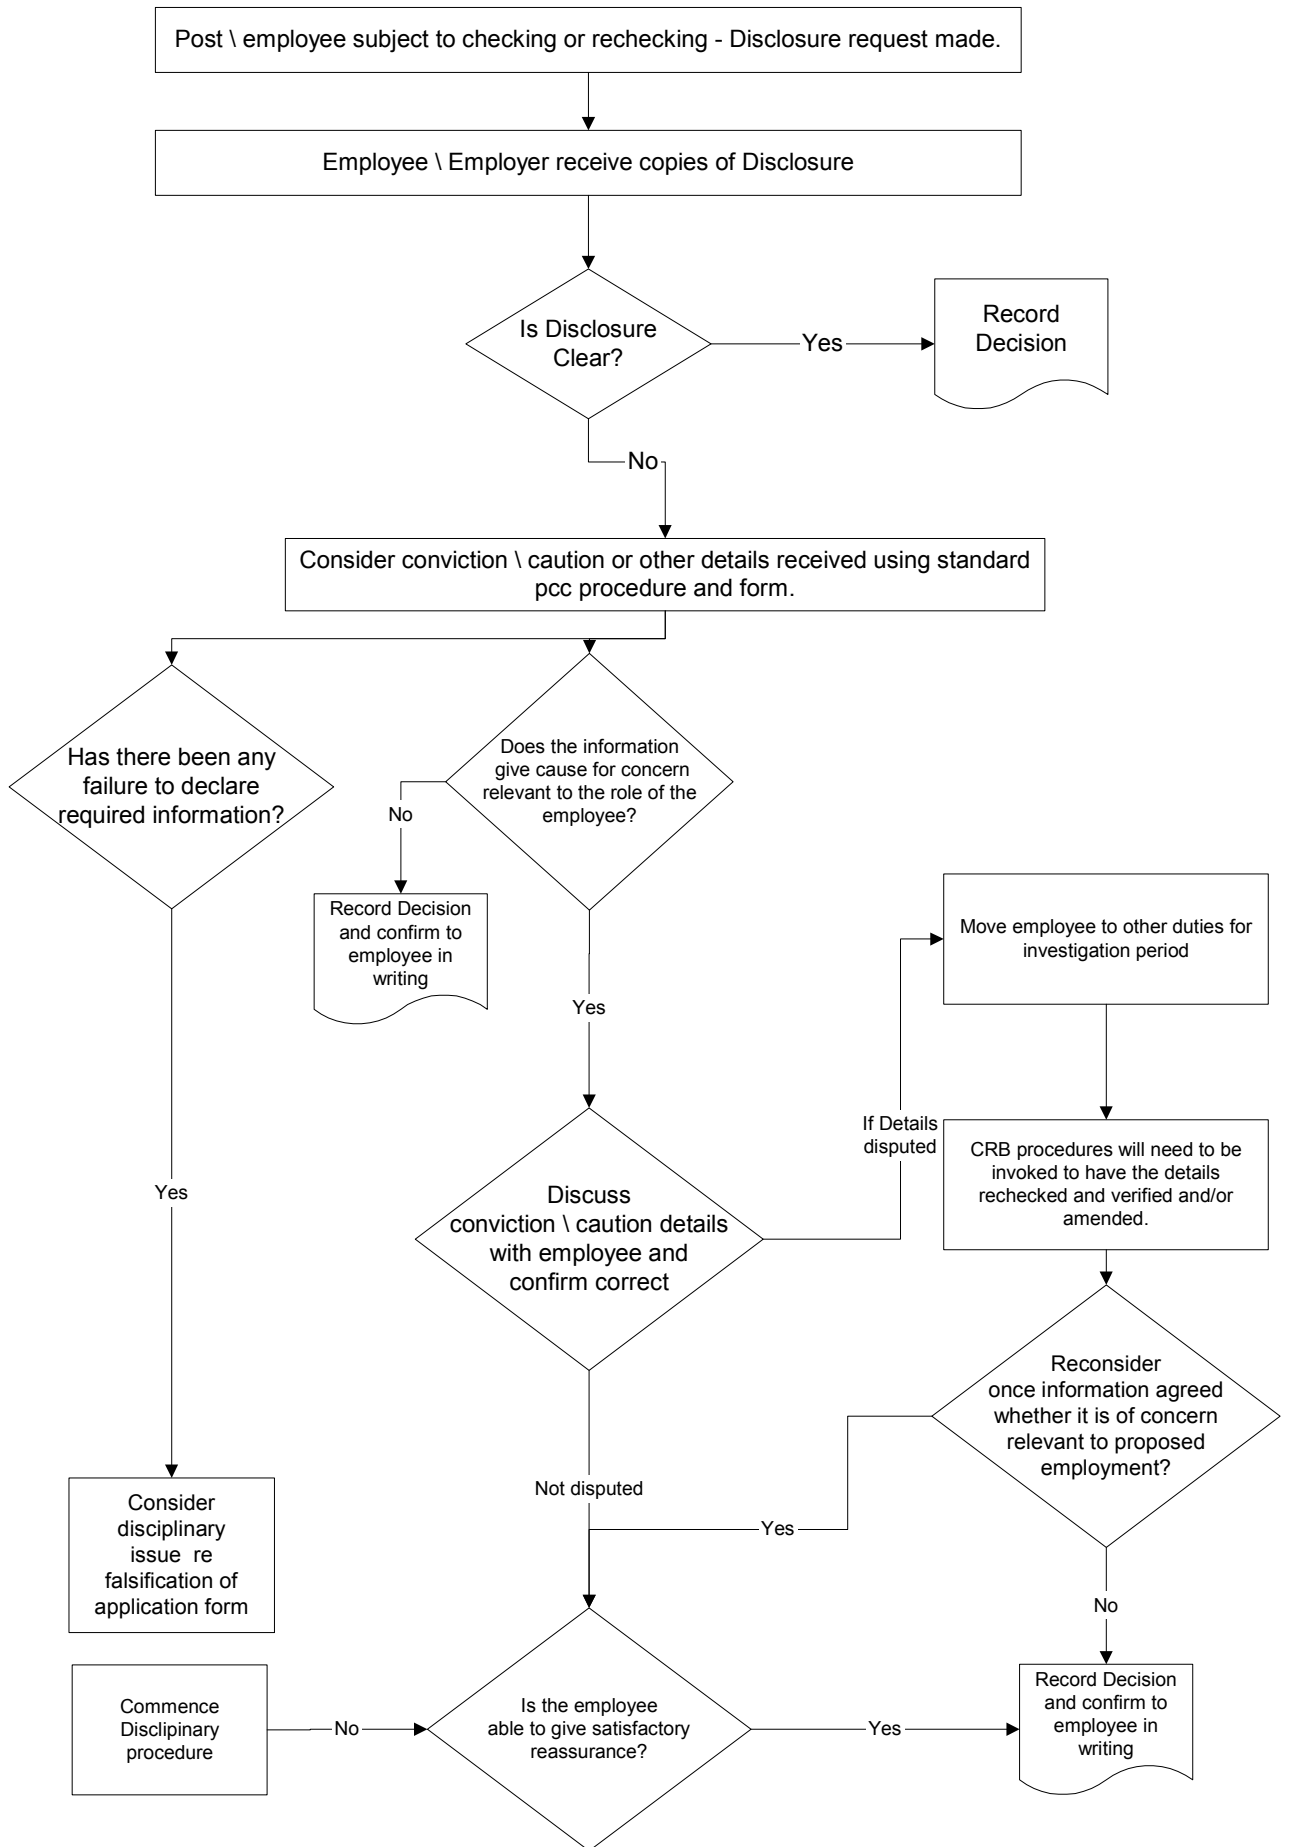 Post \ employee subject to checking or rechecking - Disclosure request made.
Employee \ Employer receive copies of Disclosure
Is Disclosure
Clear?
Yes
Record
Decision
No
Consider conviction \ caution or other details received using standard
pcc procedure and form.
Has there been any
failure to declare
required information?
Does the information
give cause for concern
relevant to the role of the
employee?
No
Record Decision
and confirm to
employee in
writing
Yes
Move employee to other duties for
investigation period
If Details
disputed
CRB procedures will need to be
invoked to have the details
rechecked and verified and/or
amended.
Yes
Discuss
conviction \ caution details
with employee and
confirm correct
Reconsider
once information agreed
whether it is of concern
relevant to proposed
employment?
Not disputed
Yes
Consider
disciplinary
issue re
falsification of
application form
No
Commence
Disclipinary
procedure
No
Is the employee
able to give satisfactory
reassurance?
Yes
Record Decision
and confirm to
employee in
writing